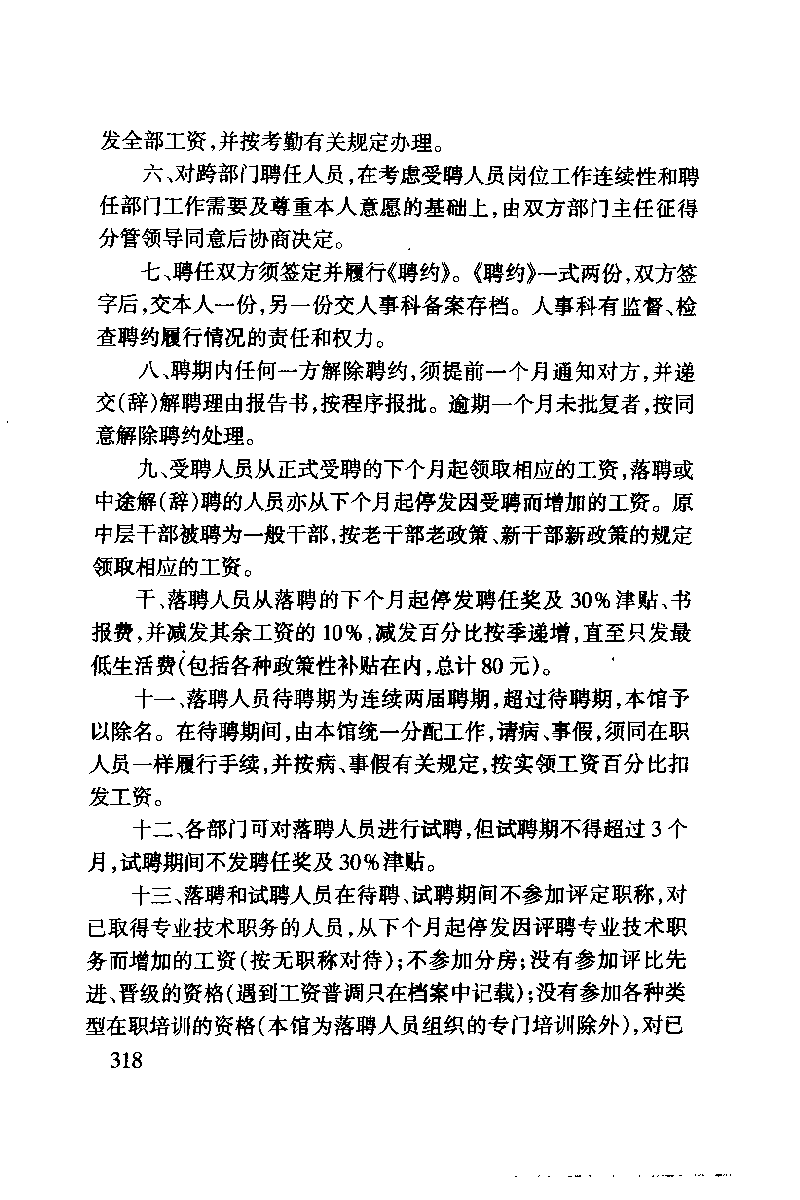 发全部工资,并按考勤有关规定办理。
六、对跨部门聘任人员,在考虑受聘人员岗位工作连续性和聘
任部门工作需要及尊重本人意愿的基础上,由双方部门主任征得
分管领导同意后协商决定。
七、聘任双方须签定并履行《聘约》。《聘约》一式两份,双方签
字后,交本人一份,另一份交人事科备案存档。人事科有监督、检
查聘约履行情况的责任和权力。
八、聘期内任何一方解除聘约,须提前一个月通知对方,并递
交(辞)解聘理由报告书,按程序报批。逾期一个月未批复者,按同
意解除聘约处理。
九、受聘人员从正式受聘的下个月起领取相应的工资,落聘或
中途解(辞)聘的人员亦从下个月起停发因受聘而增加的工资。原
中层干部被聘为一般干部,按老干部老政策、新干部新政策的规定
领取相应的工资。
十、落聘人员从落聘的下个月起停发聘任奖及 30%津贴、书
报费,并减发其余工资的 10%,减发百分比按季递增,直至只发最
低生活费(包括各种政策性补贴在内,总计 80 元)。
十一、落聘人员待聘期为连续两届聘期,超过待聘期,本馆予
以除名。在待聘期间,由本馆统一分配工作,请病、事假,须同在职
人员一样履行手续,并按病、事假有关规定,按实领工资百分比扣
发工资。
十二、各部门可对落聘人员进行试聘,但试聘期不得超过 3 个
月,试聘期间不发聘任奖及 30%津贴。
十三、落聘和试聘人员在待聘、试聘期间不参加评定职称,对
已取得专业技术职务的人员,从下个月起停发因评聘专业技术职
务而增加的工资(按无职称对待);不参加分房;没有参加评比先
进、晋级的资格(遇到工资普调只在档案中记载);没有参加各种类
型在职培训的资格(本馆为落聘人员组织的专门培训除外),对已
318